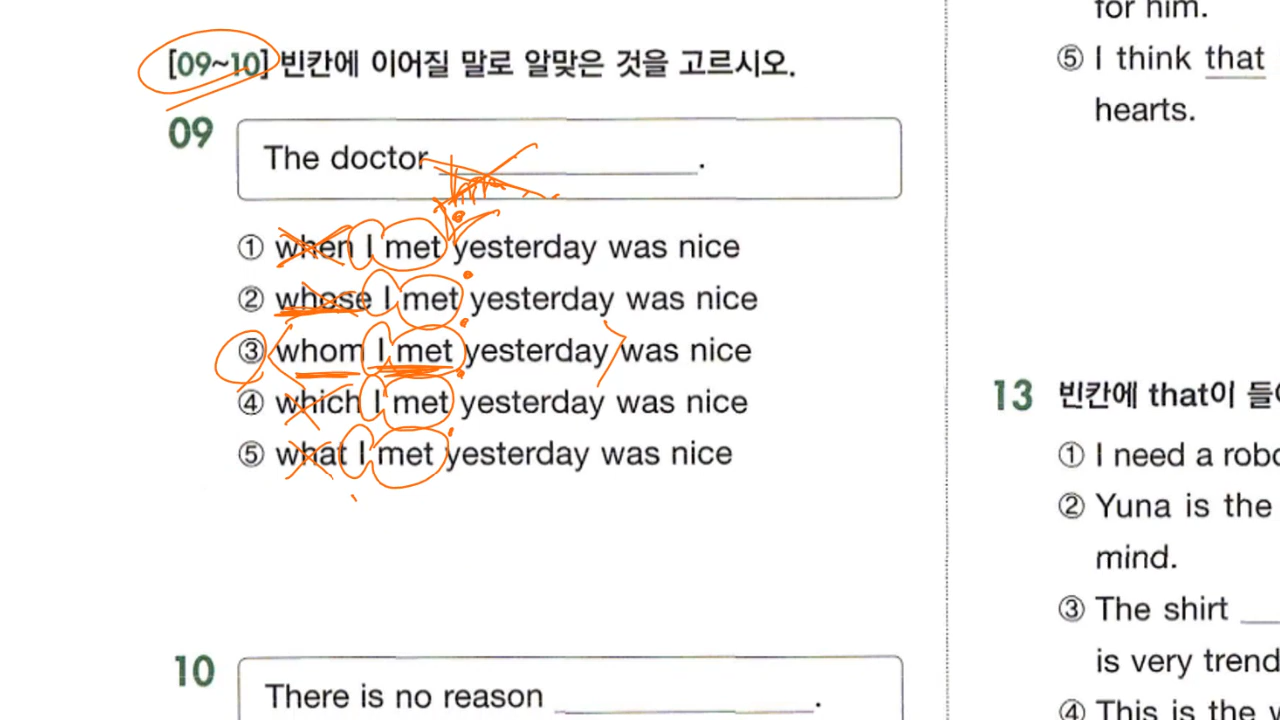 [09~10] 빈칸에 이어질 말로 알맞은 것을 고르시오.
09
The doctor ____________.
① when I met yesterday was nice
② whose I met yesterday was nice
③ whom I met yesterday was nice
④ which I met yesterday was nice
⑤ what I met yesterday was nice
10
There is no reason ____________.
for him.
⑤ I think that
hearts.
13 빈칸에 that이
① I need a
② Yuna is the
mind.
③ The shirt __
is very
④ This is the